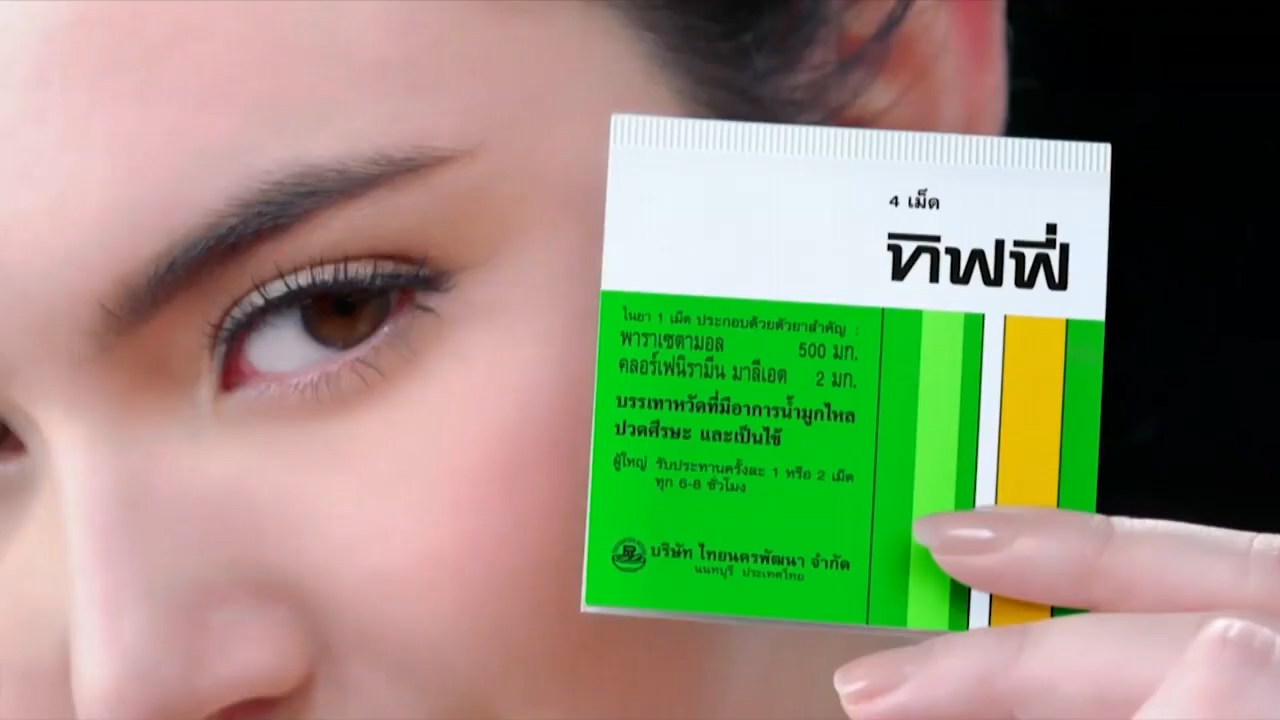 4 เม็ด
ทิฟฟี่
ในยา 1 เม็ด ประกอบด้วยตัวยาสำคัญ :
พาราเซตามอล 500 มก.
คลอร์เฟนิรามีน มาลีเอต 2 มก.
บรรเทาหวัดที่มีอาการน้ำมูกไหล
ปวดศีรษะ และเป็นไข้
ผู้ใหญ่ รับประทานครั้งละ 1 หรือ 2 เม็ด
ทุก 6-8 ชั่วโมง
บริษัท ไทยนครพัฒนา จำกัด
นนทบุรี ประเทศไทย